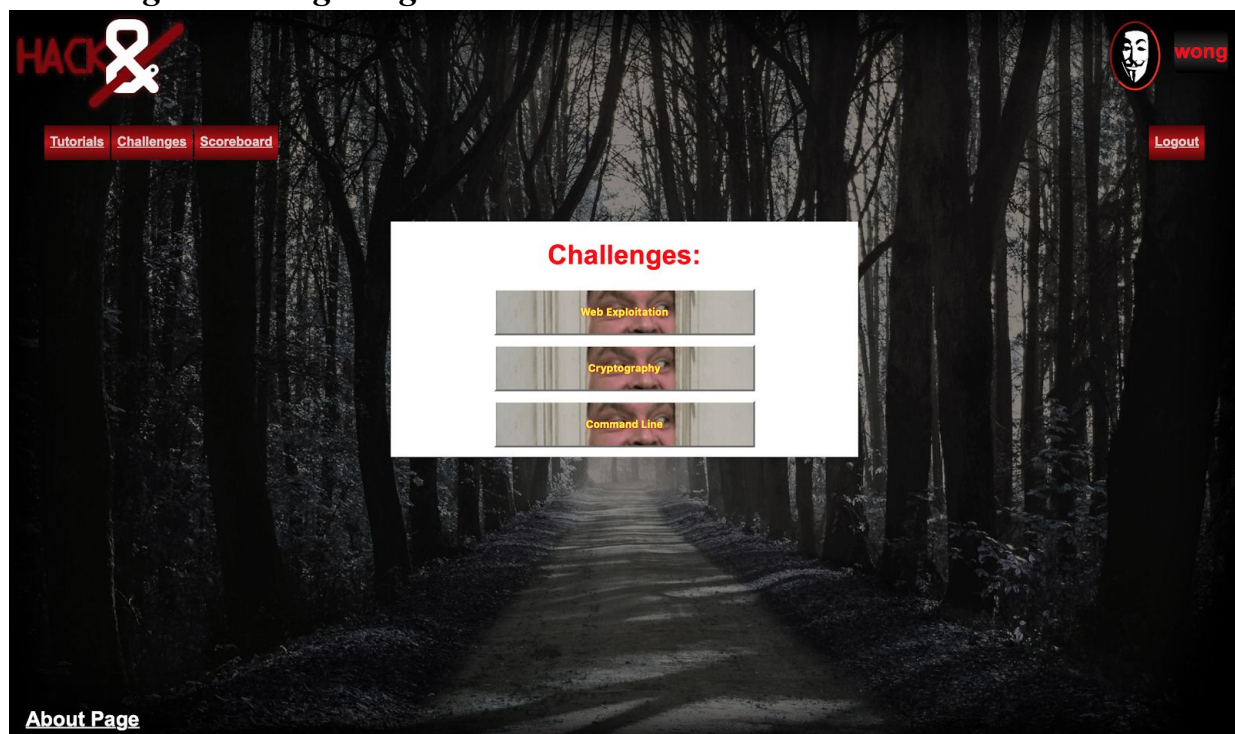 HACK&
wong
Tutorials Challenges Scoreboard
Logout
Challenges:
Web Exploitation
Cryptography
Command Line
About Page